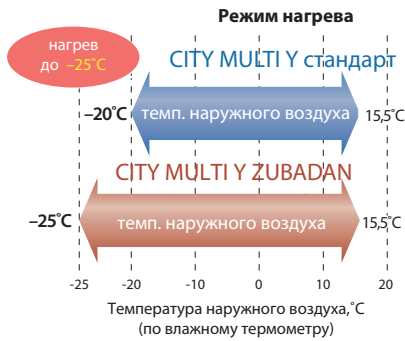 Режим нагрева
нагрев
до –25˚C
CITY MULTI Y стандарт
–20˚C
темп. наружного воздуха
15,5˚C
CITY MULTI Y ZUBADAN
–25˚C
темп. наружного воздуха
15,5˚C
-25 -20 -10 0 10 20
Температура наружного воздуха,˚C
(по влажному термометру)